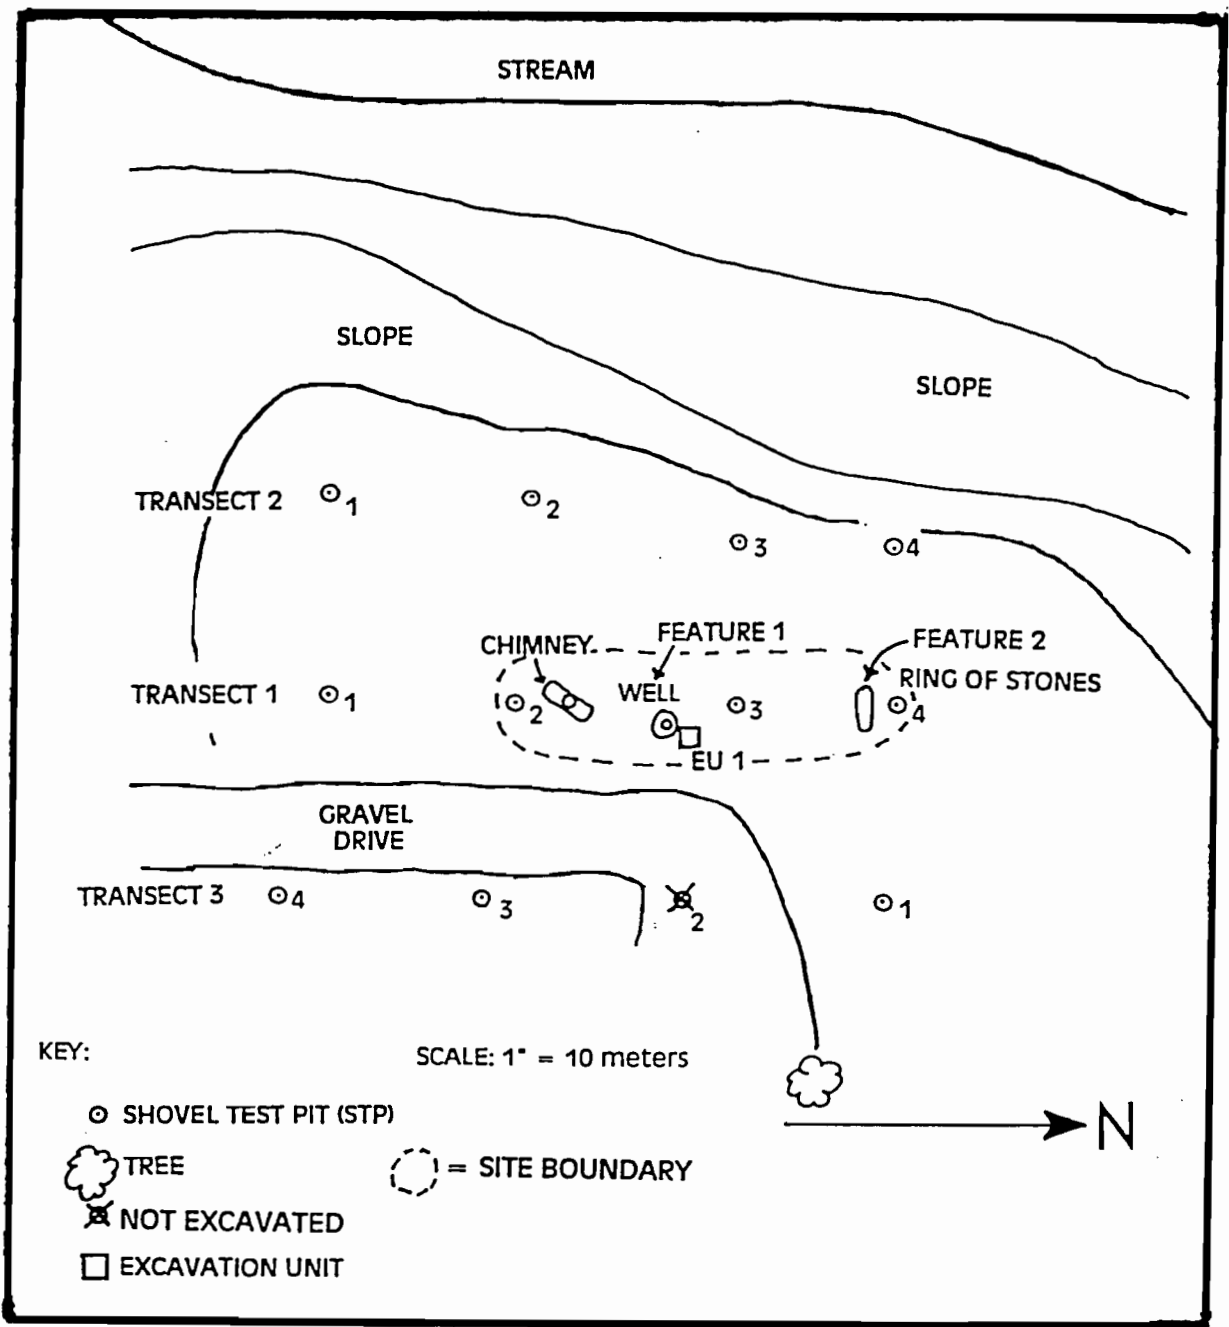 STREAM
SLOPE
SLOPE
TRANSECT 2
1
2
3
4
CHIMNEY
FEATURE 1
FEATURE 2
RING OF STONES
TRANSECT 1
1
2
WELL
3
4
EU 1
GRAVEL
DRIVE
TRANSECT 3
4
3
2
1
KEY:
SCALE: 1" = 10 meters
SHOVEL TEST PIT (STP)
N
TREE
= SITE BOUNDARY
NOT EXCAVATED
EXCAVATION UNIT